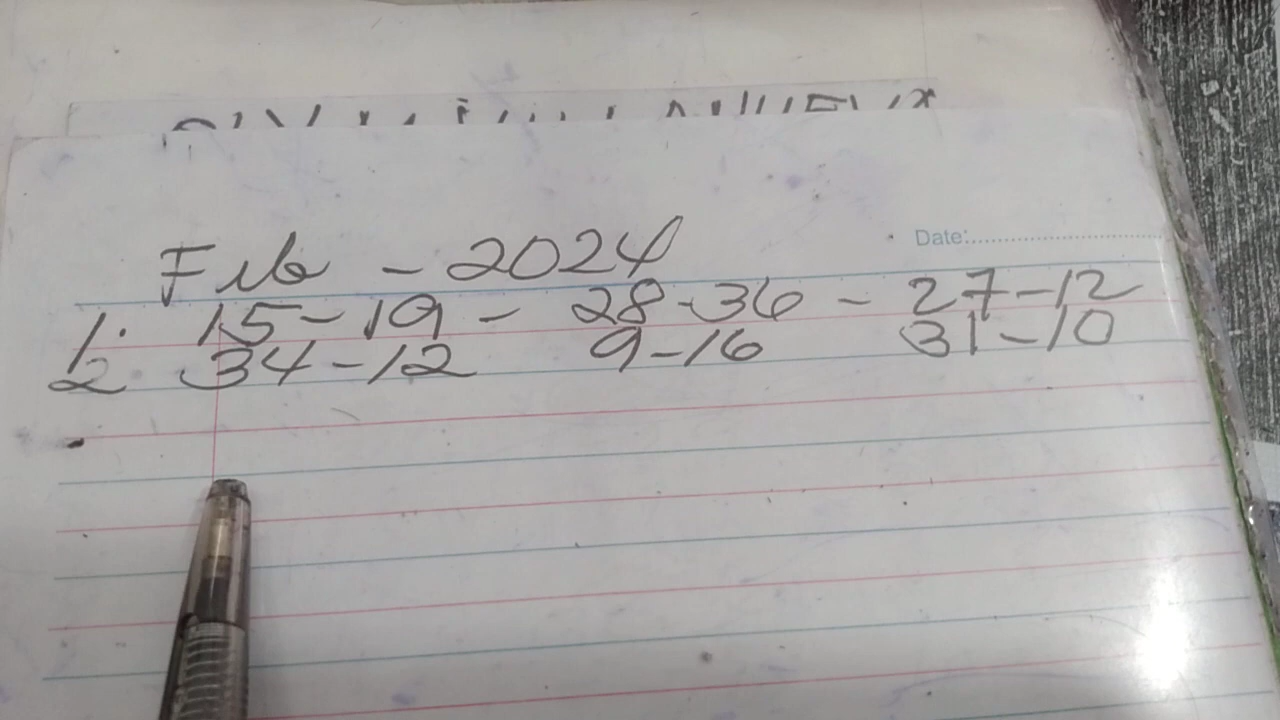 Feb - 2024
Date:
1. 15-19 - 28-36 - 27-12
2 34-12 9-16 31-10